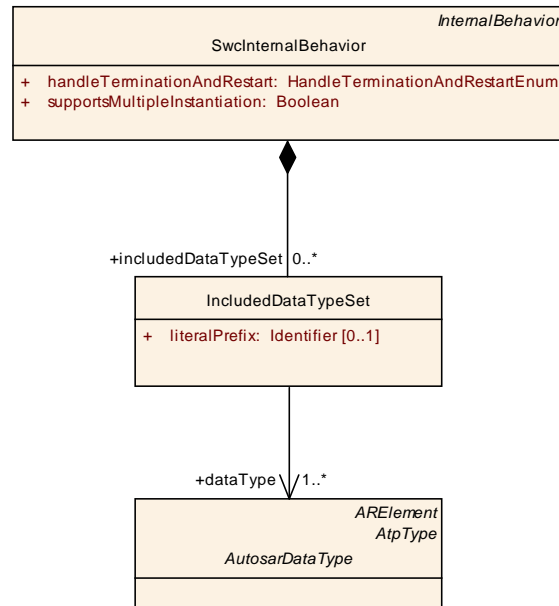 InternalBehavior
SwcInternalBehavior
+ handleTerminationAndRestart: HandleTerminationAndRestartEnum
+ supportsMultipleInstantiation: Boolean
+includedDataTypeSet 0..*
IncludedDataTypeSet
+ literalPrefix: Identifier [0..1]
+dataType 1..*
ARElement
AtpType
AutosarDataType